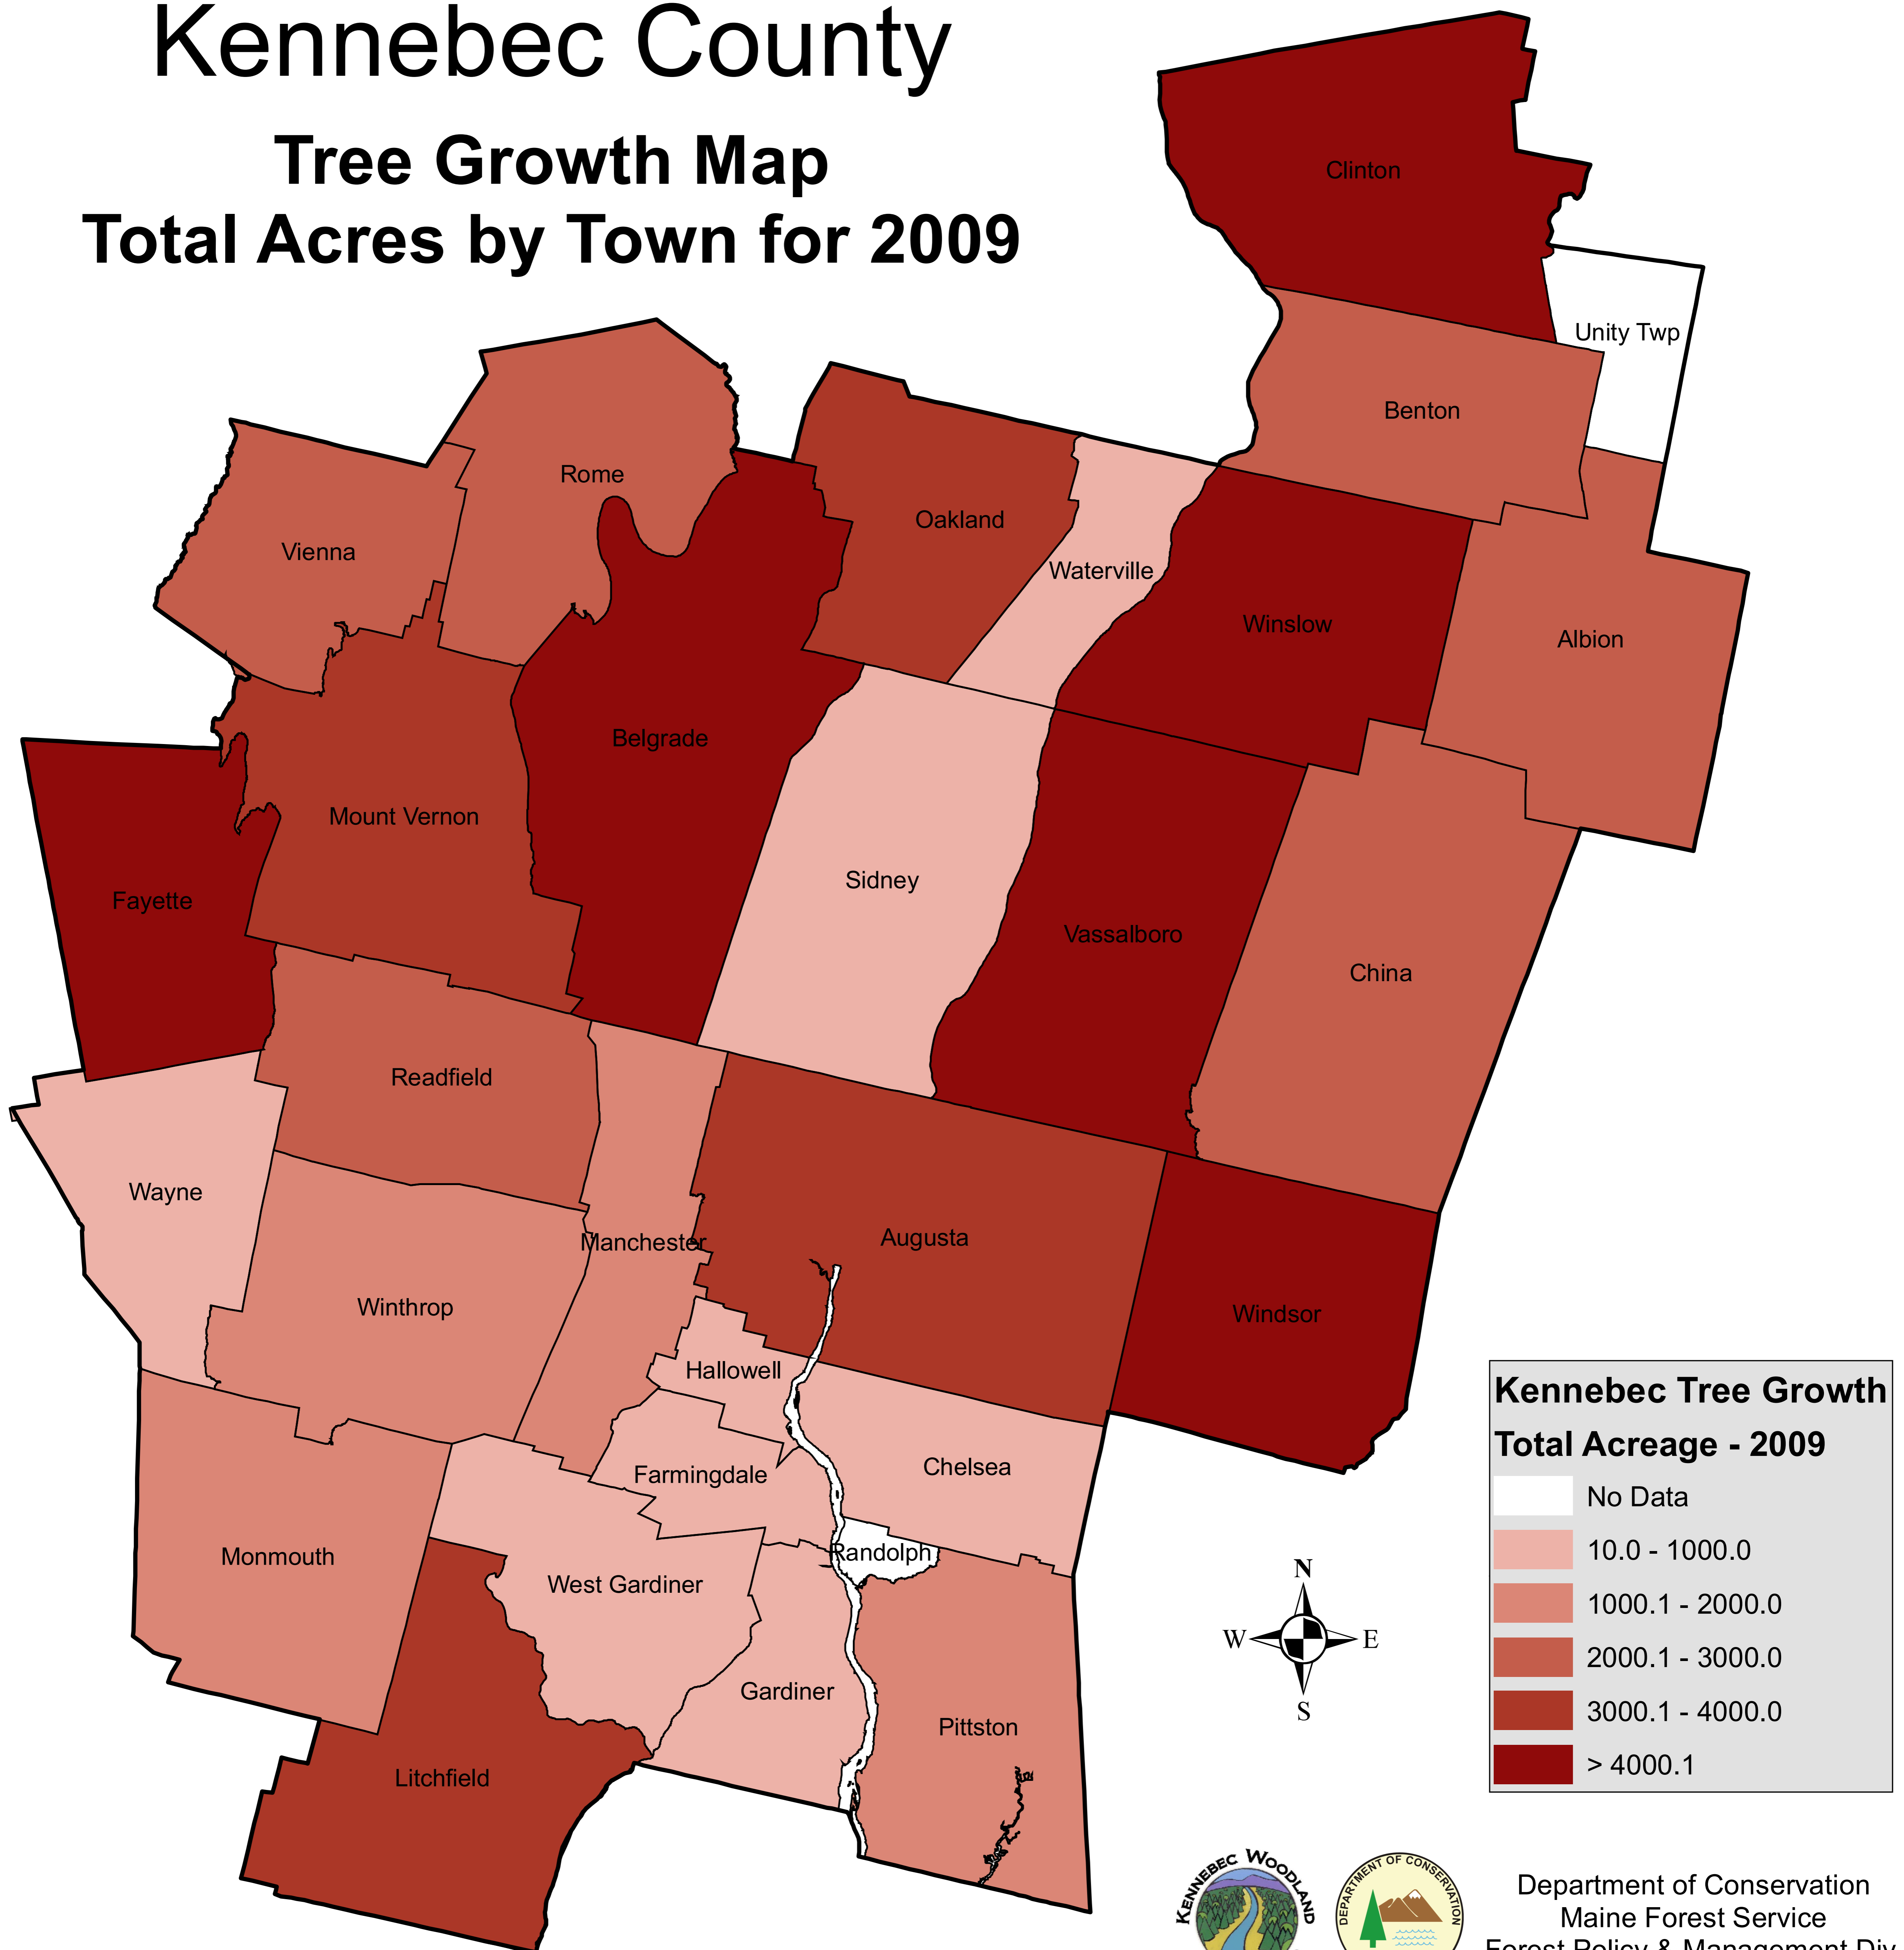 Kennebec County
Tree Growth Map
Total Acres by Town for 2009
Clinton
Unity Twp
Benton
Rome
Oakland
Vienna
Waterville
Winslow
Albion
Belgrade
Mount Vernon
Sidney
Fayette
Vassalboro
China
Readfield
Wayne
Augusta
Manchester
Winthrop
Windsor
Hallowell
Chelsea
Farmingdale
Randolph
Monmouth
West Gardiner
Gardiner
Pittston
Litchfield
Kennebec Tree Growth
Total Acreage - 2009
No Data
10.0 - 1000.0
1000.1 - 2000.0
2000.1 - 3000.0
3000.1 - 4000.0
> 4000.1
N
W E
S
KENNEBEC WOODLAND
DEPARTMENT OF CONSERVATION
Department of Conservation
Maine Forest Service
Forest Policy & Management Div